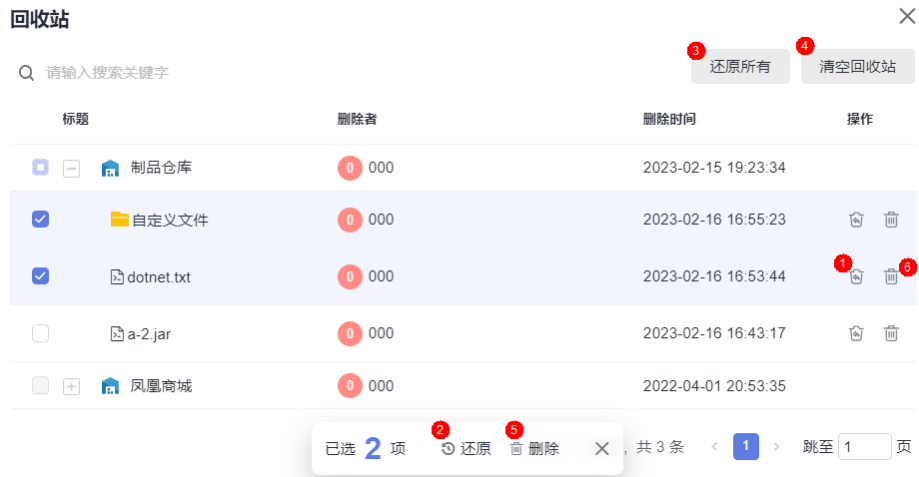 回收站
3
4
请输入搜索关键字
还原所有
清空回收站
标题 删除者 删除时间 操作
制品仓库 0 000 2023-02-15 19:23:34
自定义文件 0 000 2023-02-16 16:55:23
dotnet.txt 0 000 2023-02-16 16:53:44 1 6
a-2.jar 0 000 2023-02-16 16:43:17
凤凰商城 0 000 2022-04-01 20:53:35
已选 2 项 2 还原 5 删除 , 共 3 条 1 跳至 1 页